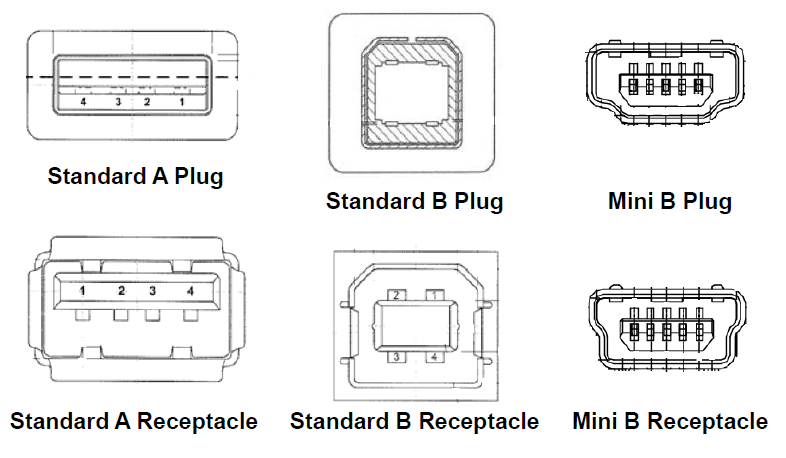 4 3 2 1
Standard A Plug
Standard B Plug
Mini B Plug
1 2 3 4
2 1
3 4
Standard A Receptacle
Standard B Receptacle
Mini B Receptacle